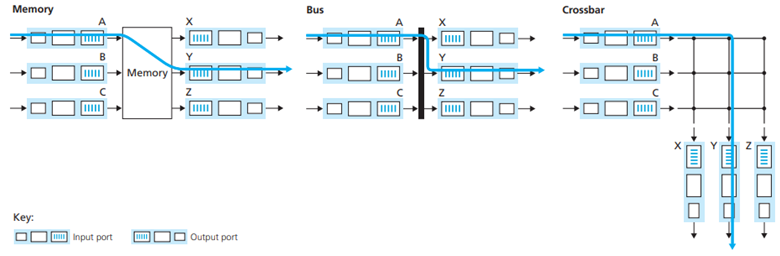 Memory
A
B
C
Memory
X
Y
Z
Bus
A
B
C
X
Y
Z
Crossbar
A
B
C
X
Y
Z
Key:
Input port
Output port